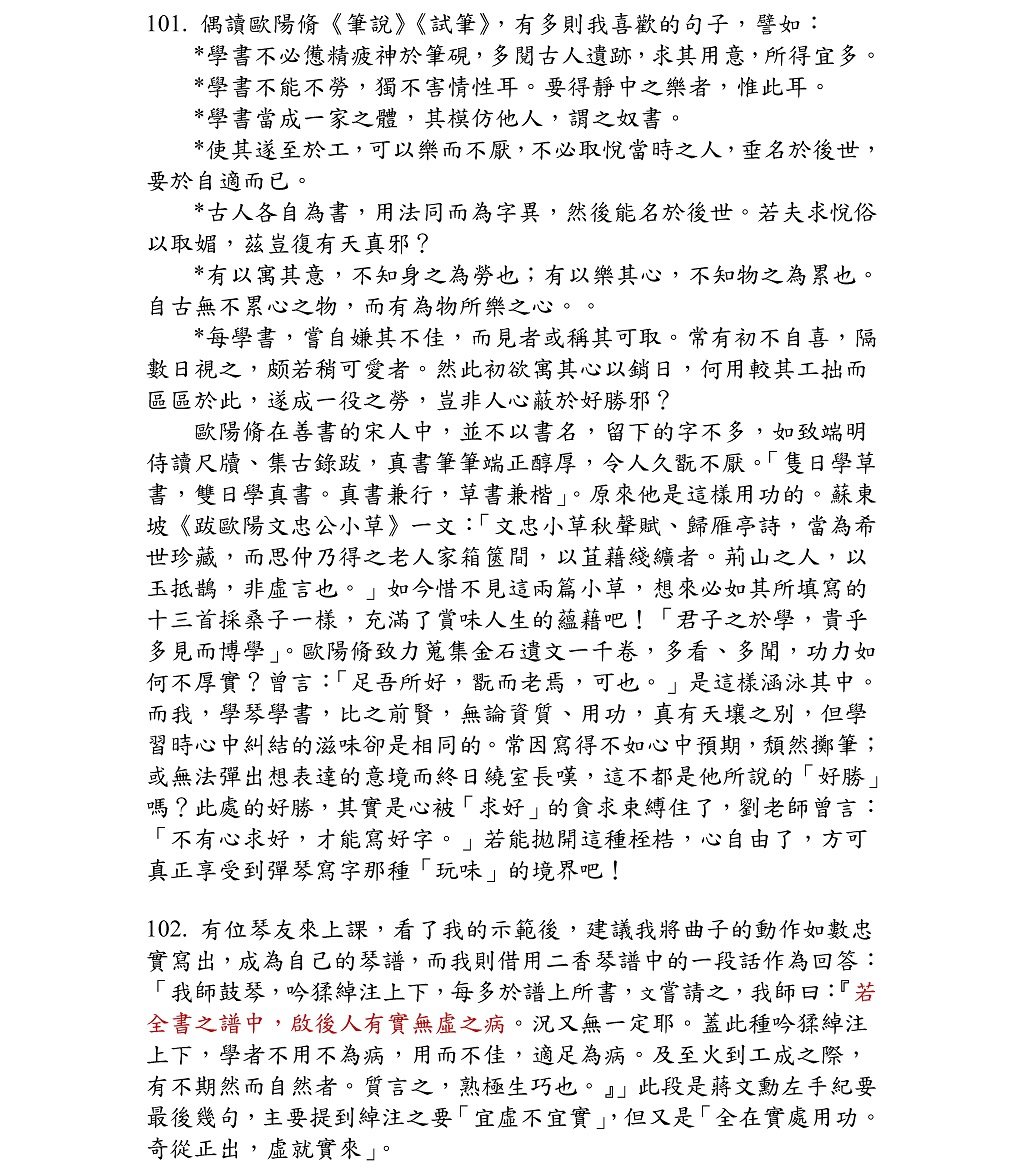 101. 偶讀歐陽脩《筆說》《試筆》，有多則我喜歡的句子，譬如：
*學書不必憊精疲神於筆硯，多閱古人遺跡，求其用意，所得宜多。
*學書不能不勞，獨不害情性耳。要得靜中之樂者，惟此耳。
*學書當成一家之體，其模仿他人，謂之奴書。
*使其遂至於工，可以樂而不厭，不必取悅當時之人，垂名於後世，
要於自適而已。
*古人各自為書，用法同而為字異，然後能名於後世。若夫求悅俗
以取媚，茲豈復有天真邪？
*有以寓其意，不知身之為勞也；有以樂其心，不知物之為累也。
自古無不累心之物，而有為物所樂之心。。
*每學書，嘗自嫌其不佳，而見者或稱其可取。常有初不自喜，隔
數日視之，頗若稍可愛者。然此初欲寓其心以銷日，何用較其工拙而
區區於此，遂成一役之勞，豈非人心蔽於好勝邪？
歐陽脩在善書的宋人中，並不以書名，留下的字不多，如致端明
侍讀尺牘、集古錄跋，真書筆筆端正醇厚，令人久翫不厭。「隻日學草
書，雙日學真書。真書兼行，草書兼楷」。原來他是這樣用功的。蘇東
坡《跋歐陽文忠公小草》一文：「文忠小草秋聲賦、歸雁亭詩，當為希
世珍藏，而思仲乃得之老人家箱篋間，以苴藉綫纊者。荊山之人，以
玉抵鵲，非虛言也。」如今惜不見這兩篇小草，想來必如其所填寫的
十三首採桑子一樣，充滿了賞味人生的蘊藉吧！「君子之於學，貴乎
多見而博學」。歐陽脩致力蒐集金石遺文一千卷，多看、多聞，功力如
何不厚實？曾言：「足吾所好，翫而老焉，可也。」是這樣涵泳其中。
而我，學琴學書，比之前賢，無論資質、用功，真有天壤之別，但學
習時心中糾結的滋味卻是相同的。常因寫得不如心中預期，頹然擲筆；
或無法彈出想表達的意境而終日繞室長嘆，這不都是他所說的「好勝」
嗎？此處的好勝，其實是心被「求好」的貪求束縛住了，劉老師曾言：
「不有心求好，才能寫好字。」若能拋開這種桎梏，心自由了，方可
真正享受到彈琴寫字那種「玩味」的境界吧！
102. 有位琴友來上課，看了我的示範後，建議我將曲子的動作如數忠
實寫出，成為自己的琴譜，而我則借用二香琴譜中的一段話作為回答：
「我師鼓琴，吟猱綽注上下，每多於譜上所書，文嘗請之，我師曰：『若
全書之譜中，啟後人有實無虛之病。況又無一定耶。蓋此種吟猱綽注
上下，學者不用不為病，用而不佳，適足為病。及至火到工成之際，
有不期然而自然者。質言之，熟極生巧也。』」此段是蔣文勳左手紀要
最後幾句，主要提到綽注之要「宜虛不宜實」，但又是「全在實處用功。
奇從正出，虛就實來」。